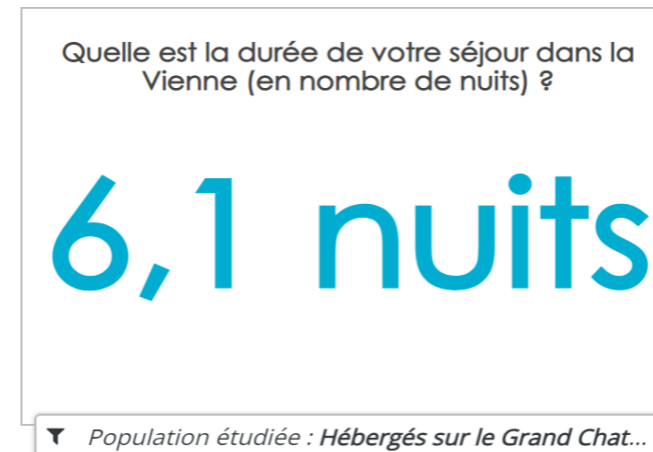 Quelle est la durée de votre séjour dans la
Vienne (en nombre de nuits) ?
6,1 nuits
Population étudiée : Hébergés sur le Grand Chat...